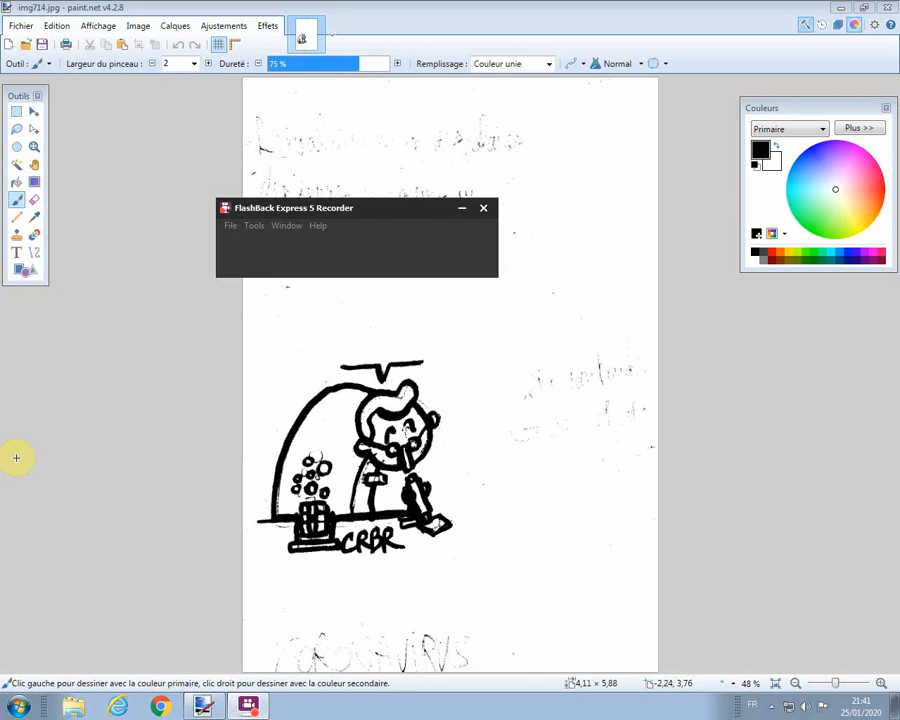 img714.jpg - paint.net v4.2.8
Fichier Edition Affichage Image Calques Ajustements Effets
Outil : Largeur du pinceau : 2 Dureté : 75 % Remplissage : Couleur unie Normal
Outils
Couleurs
Primaire Plus >>
FlashBack Express 5 Recorder
File Tools Window Help
CRBR
CORONAVIRUS
Clic gauche pour dessiner avec la couleur primaire, clic droit pour dessiner avec la couleur secondaire. 4,11 × 5,88 -2,24, 3,76 48 %
FR 21:41
25/01/2020